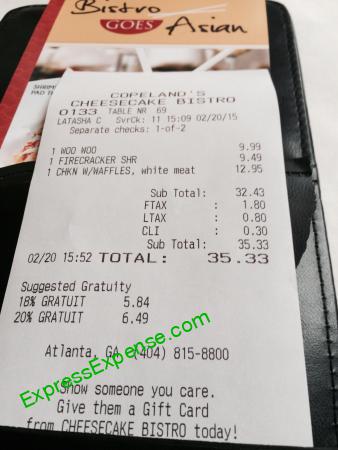 Bistro
GOES Asian
SHRIM
PAD T
COPELAND'S
CHEESECAKE BISTRO
0133 TABLE NR 69
LATASHA C SvrCk: 11 15:09 02/20/15
Separate checks: 1-of-2
1 WOO WOO 9.99
1 FIRECRACKER SHR 9.49
1 CHKN W/WAFFLES, white meat 12.95
Sub Total: 32.43
FTAX : 1.80
LTAX : 0.80
CLI : 0.30
Sub Total: 35.33
02/20 15:52 TOTAL: 35.33
Suggested Gratuity
18% GRATUIT 5.84
20% GRATUIT 6.49
Atlanta, GA (404) 815-8800
ExpressExpense.com
Show someone you care.
Give them a Gift Card
from CHEESECAKE BISTRO today!